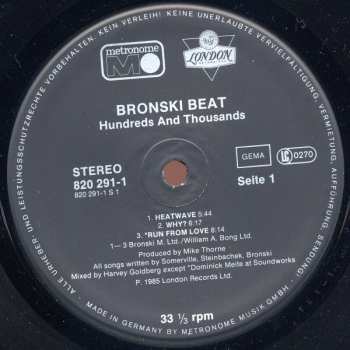 KEIN VERLEIH! KEINE UNERLAUBTE VERVIELFÄLTIGUNG, VERMIETUNG, AUFFÜHRUNG, SENDUNG!
ALLE URHEBER- UND LEISTUNGSSCHUTZRECHTE VORBEHALTEN.
metronome
M
LONDON
BRONSKI BEAT
Hundreds And Thousands
STEREO
820 291-1
820 291-1 S 1
GEMA
LC 0270
Seite 1
1. HEATWAVE 5:44
2. WHY? 6:17
3. *RUN FROM LOVE 8:14
1—3 Bronski M. Ltd./William A. Bong Ltd.
Produced by Mike Thorne
All songs written by Somerville, Steinbachek, Bronski
Mixed by Harvey Goldberg except *Dominick Meita at Soundworks
℗ 1985 London Records Ltd.
33 1/3 rpm
MADE IN GERMANY BY METRONOME MUSIK GMBH